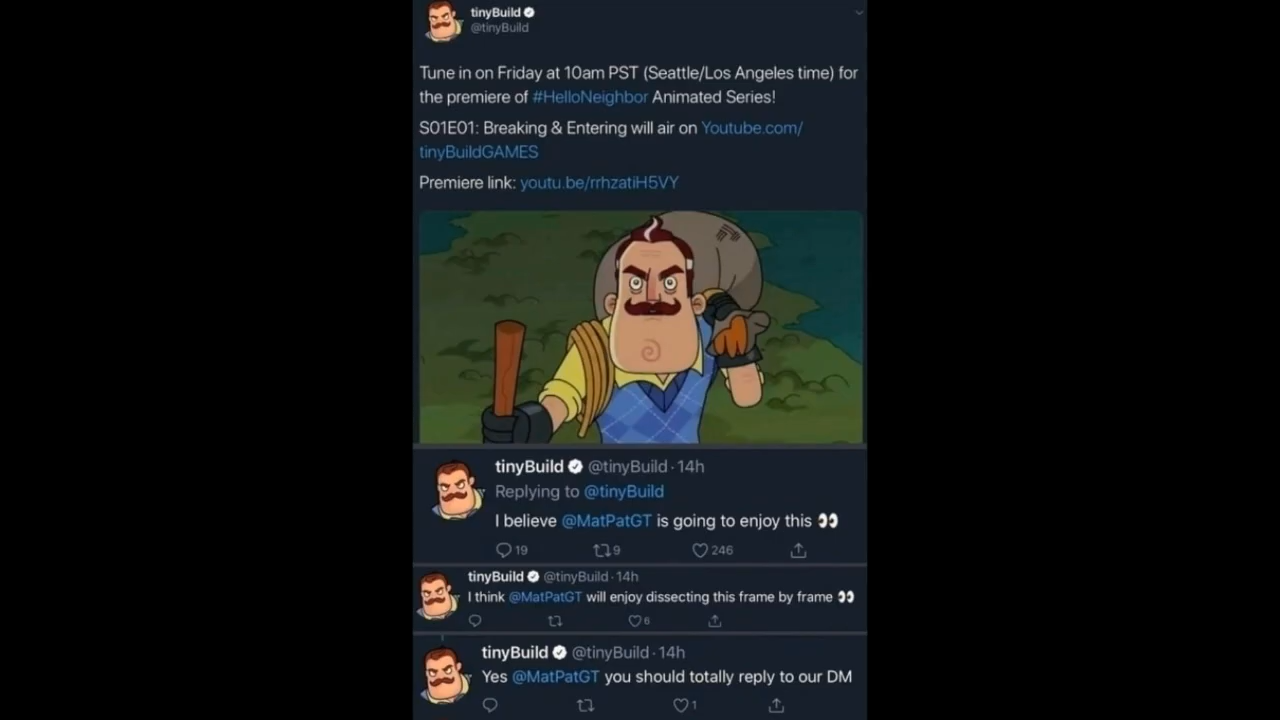 tinyBuild
@tinyBuild
Tune in on Friday at 10am PST (Seattle/Los Angeles time) for
the premiere of #HelloNeighbor Animated Series!
S01E01: Breaking & Entering will air on Youtube.com/
tinyBuildGAMES
Premiere link: youtu.be/rrhzatiH5VY
tinyBuild @tinyBuild · 14h
Replying to @tinyBuild
I believe @MatPatGT is going to enjoy this 👀
19 9 246
tinyBuild @tinyBuild · 14h
I think @MatPatGT will enjoy dissecting this frame by frame 👀
6
tinyBuild @tinyBuild · 14h
Yes @MatPatGT you should totally reply to our DM
1